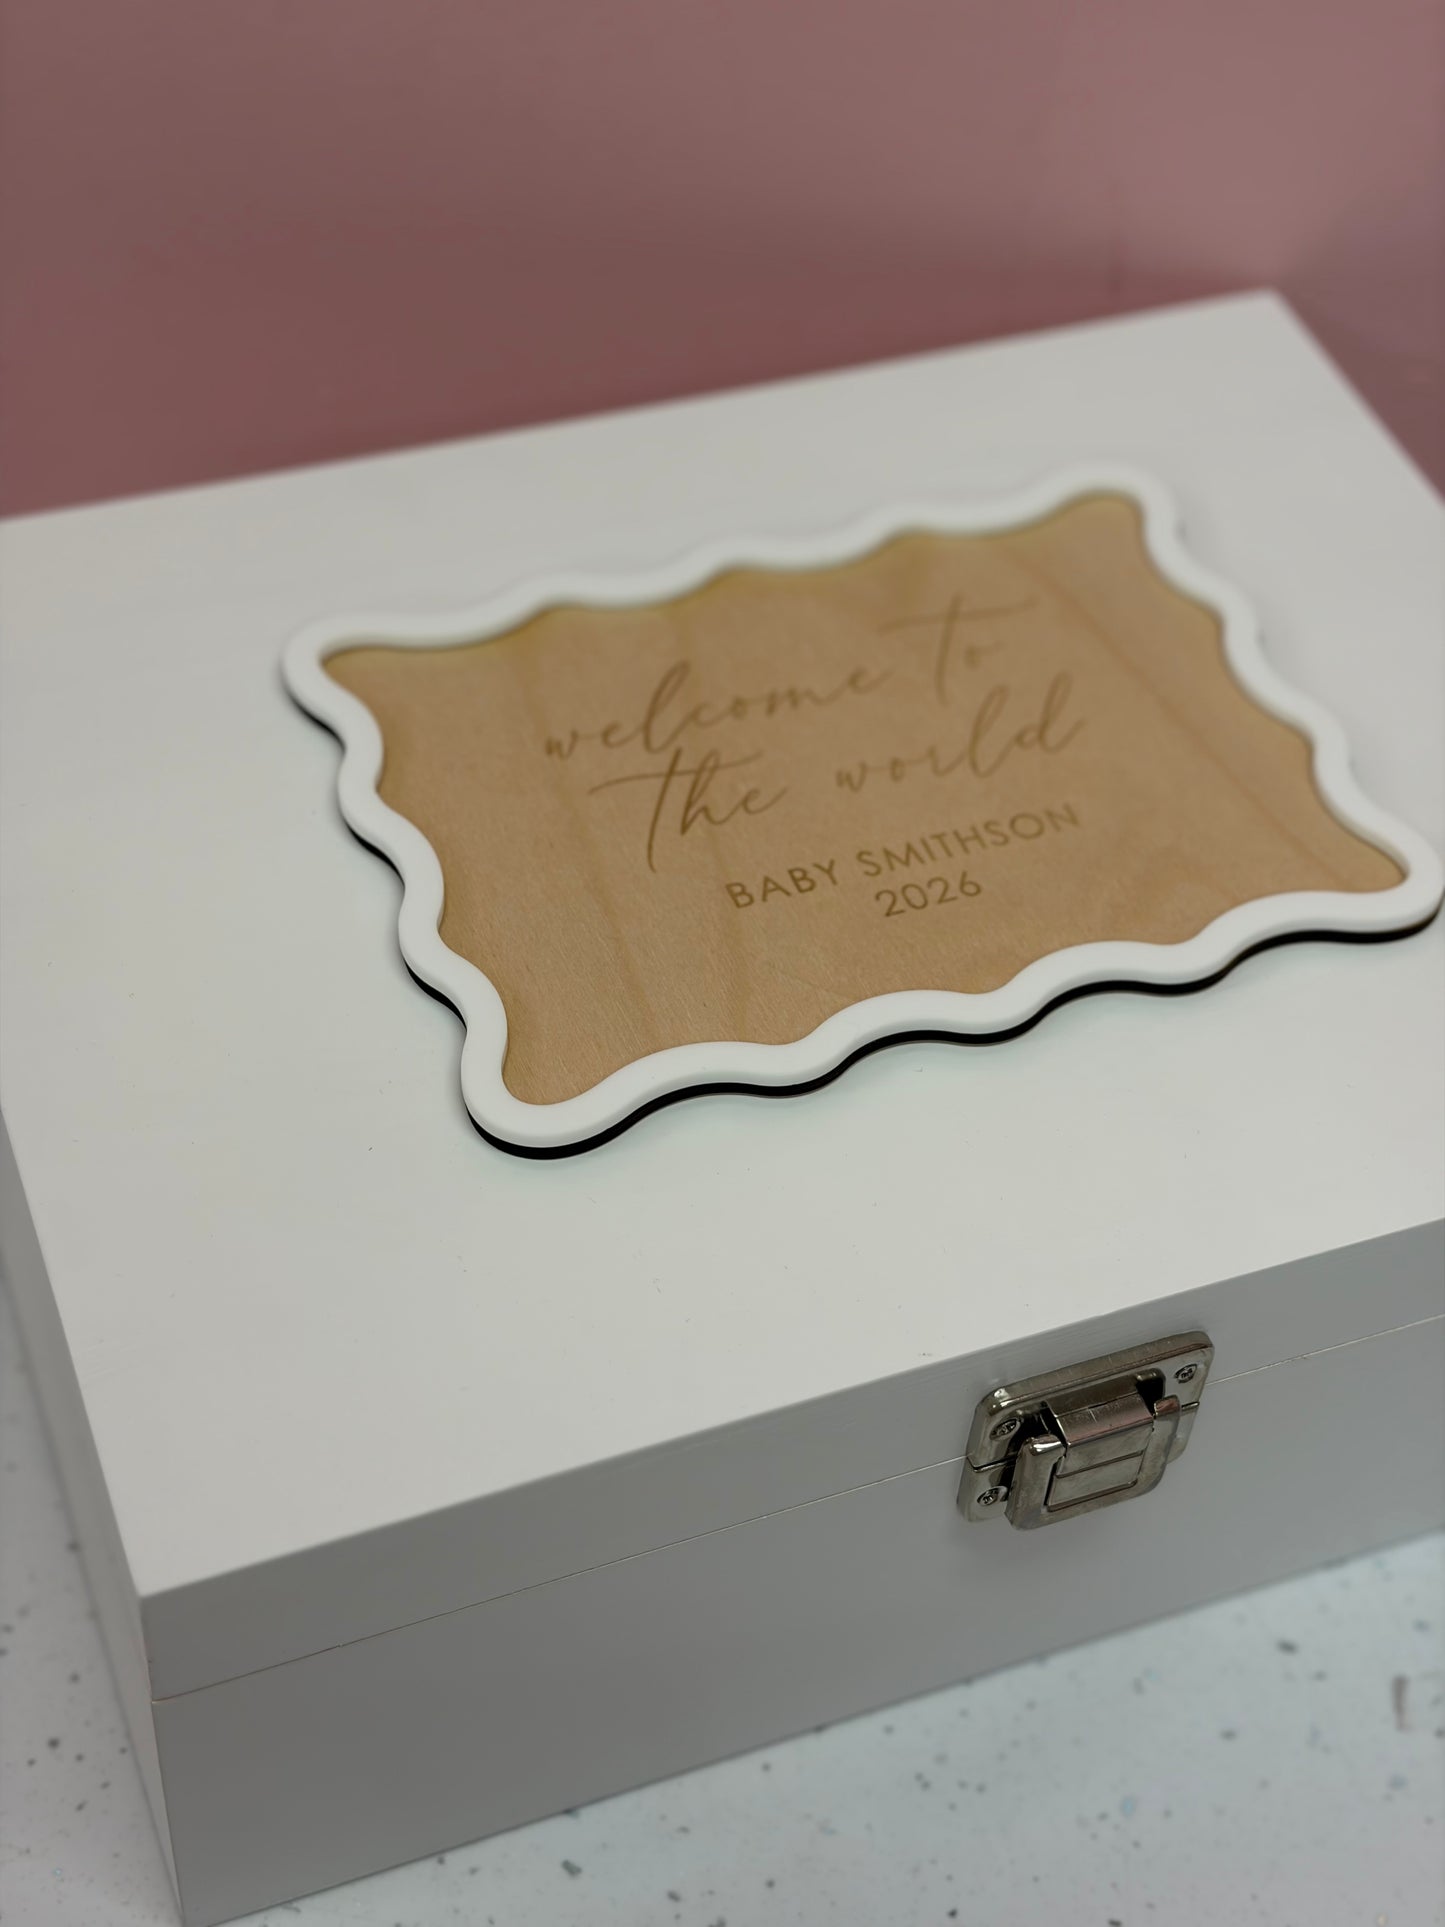 welcome to
the world
BABY SMITHSON
2026